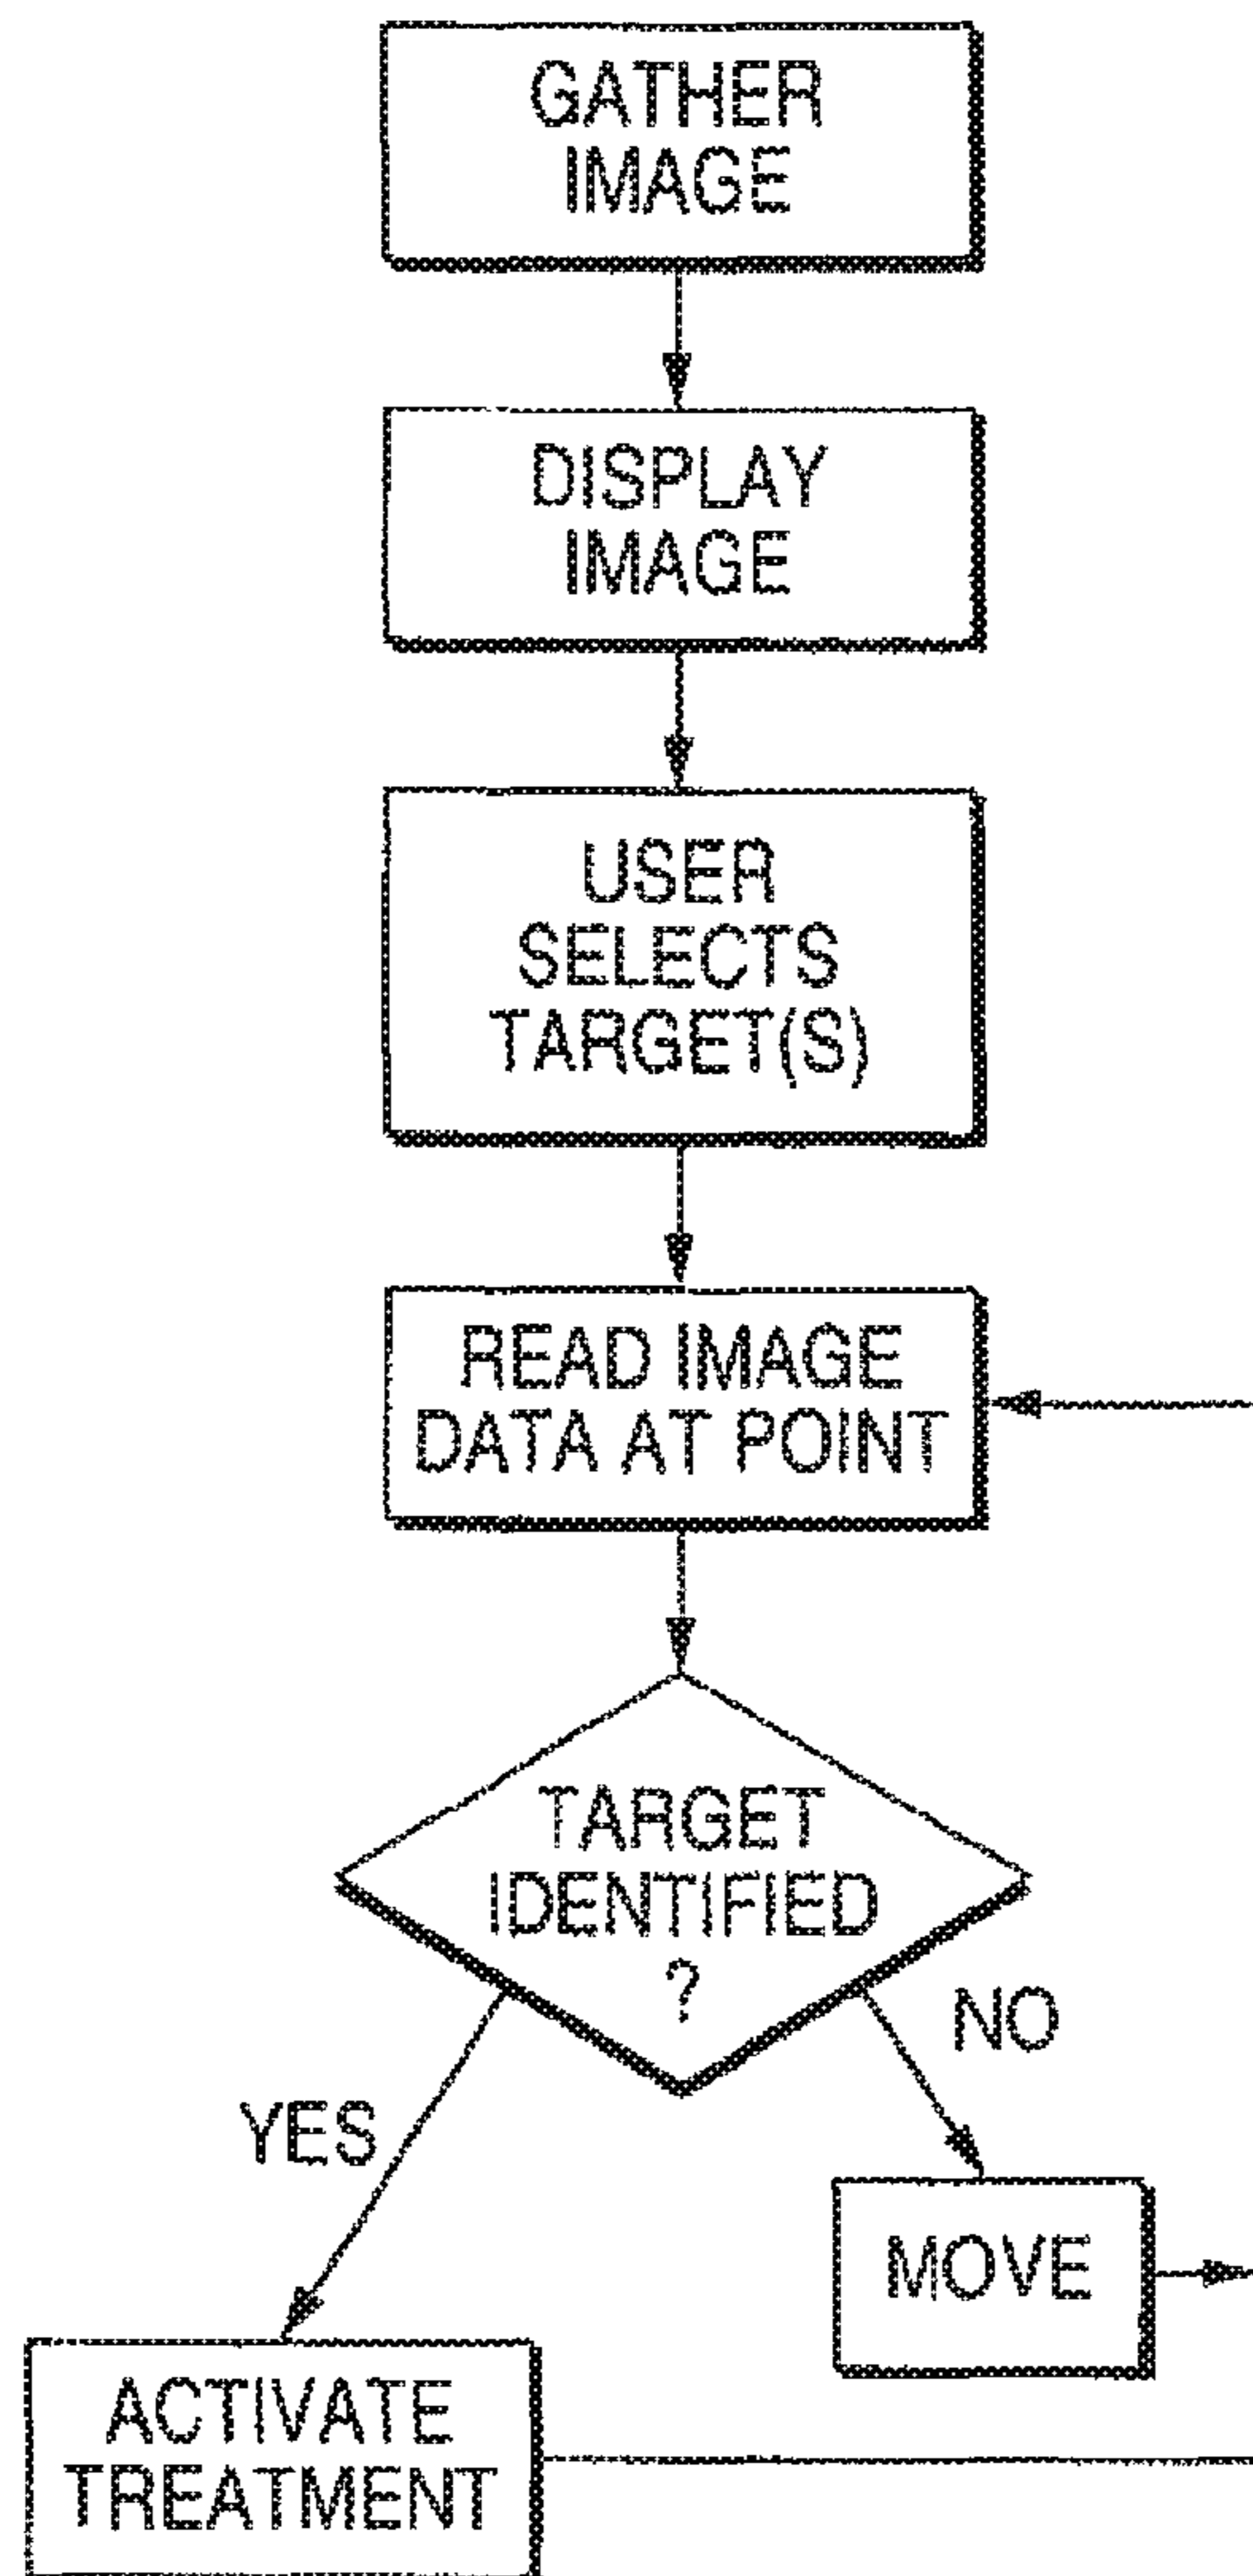 GATHER
IMAGE
DISPLAY
IMAGE
USER
SELECTS
TARGET(S)
READ IMAGE
DATA AT POINT
TARGET
IDENTIFIED
?
NO
YES
MOVE
ACTIVATE
TREATMENT